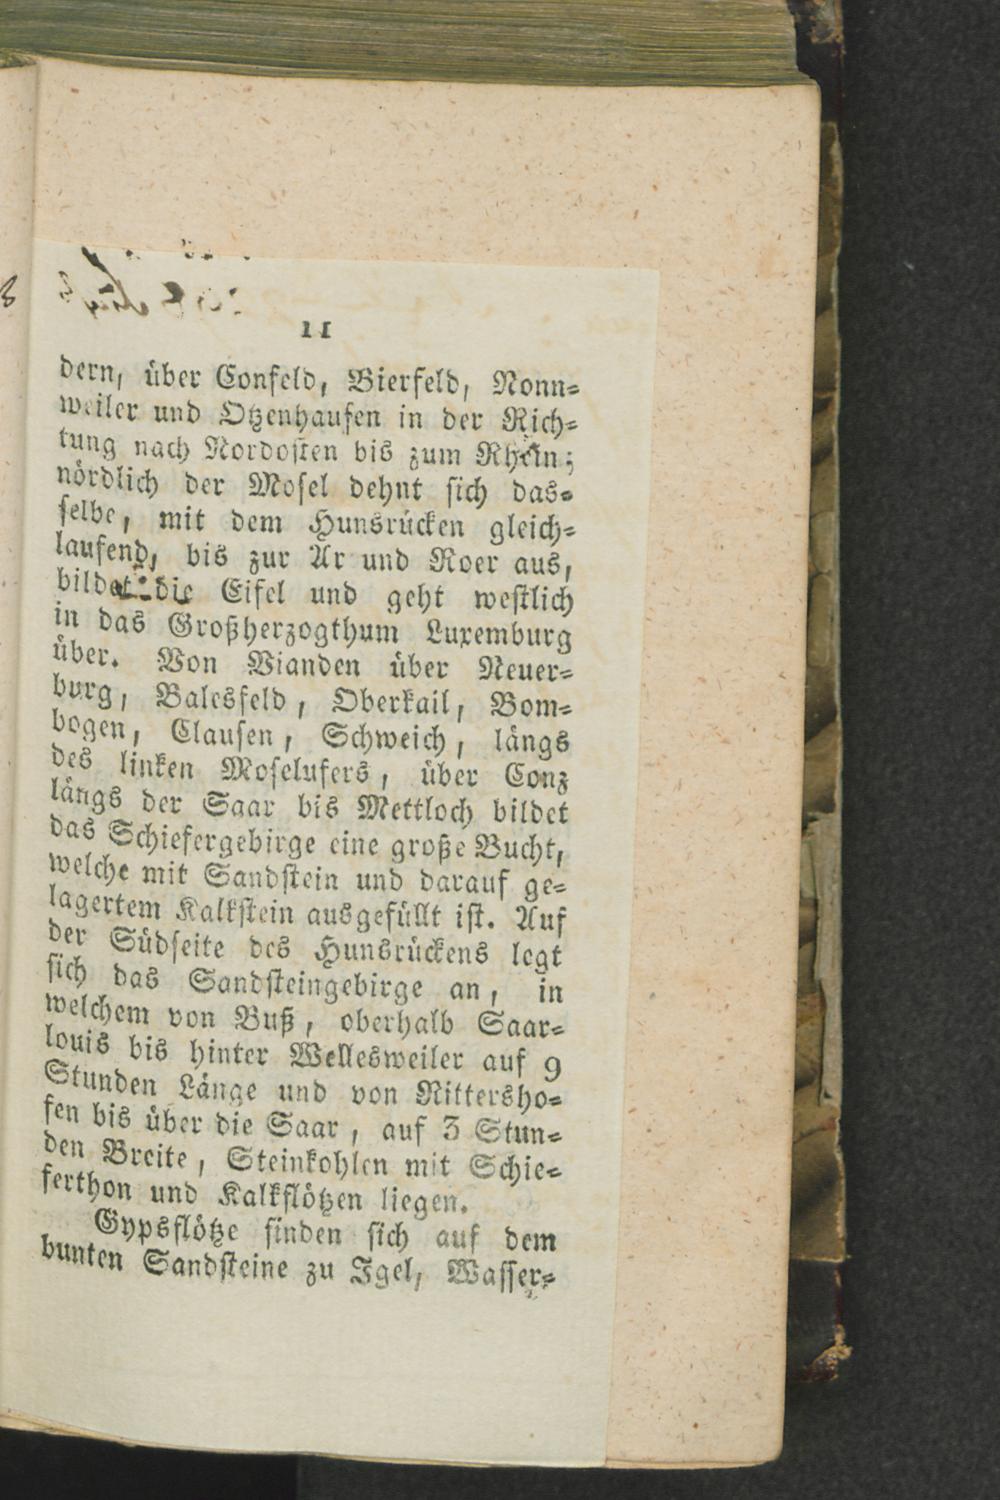 11
dern, über Confeld, Bierfeld, Nonn=
weiler und Otzenhausen in der Rich=
tung nach Nordosten bis zum Rhein;
nördlich der Mosel dehnt sich das=
selbe, mit dem Hunsrücken gleich=
laufend, bis zur Ar und Roer aus,
bildet die Eifel und geht westlich
in das Großherzogthum Luxemburg
über. Von Vianden über Neuer=
burg, Balesfeld, Oberkail, Bom=
bogen, Clausen, Schweich, längs
des linken Moselufers, über Conz
längs der Saar bis Mettloch bildet
das Schiefergebirge eine große Bucht,
welche mit Sandstein und darauf ge=
lagertem Kalkstein ausgefüllt ist. Auf
der Südseite des Hunsrückens legt
sich das Sandsteingebirge an, in
welchem von Buß, oberhalb Saar=
louis bis hinter Wellesweiler auf 9
Stunden Länge und von Rittersho=
fen bis über die Saar, auf 3 Stun=
den Breite, Steinkohlen mit Schie=
ferthon und Kalkflötzen liegen.
Gypsflötze finden sich auf dem
bunten Sandsteine zu Igel, Wasser=